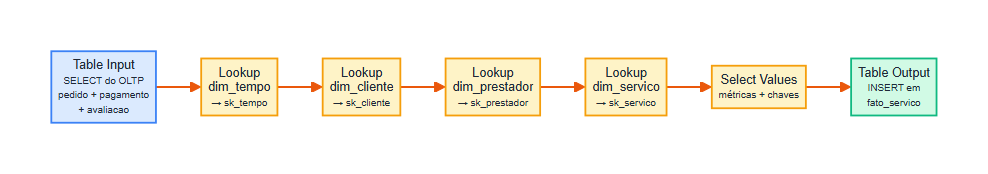 Table Input
SELECT do OLTP
pedido + pagamento
+ avaliacao
Lookup
dim_tempo
→ sk_tempo
Lookup
dim_cliente
→ sk_cliente
Lookup
dim_prestador
→ sk_prestador
Lookup
dim_servico
→ sk_servico
Select Values
métricas + chaves
Table Output
INSERT em
fato_servico